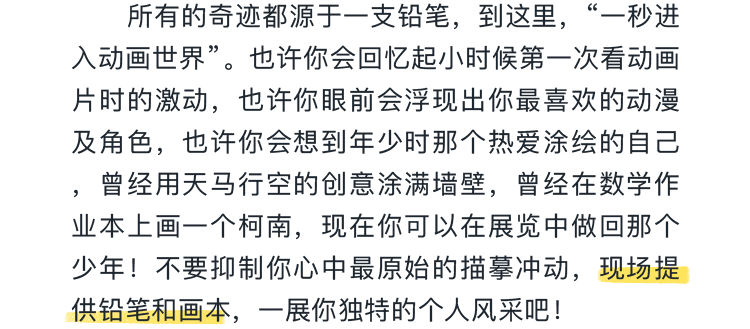 所有的奇迹都源于一支铅笔，到这里，“一秒进
入动画世界”。也许你会回忆起小时候第一次看动画
片时的激动，也许你眼前会浮现出你最喜欢的动漫
及角色，也许你会想到年少时那个热爱涂绘的自己
，曾经用天马行空的创意涂满墙壁，曾经在数学作
业本上画一个柯南，现在你可以在展览中做回那个
少年！不要抑制你心中最原始的描摹冲动，现场提
供铅笔和画本，一展你独特的个人风采吧！